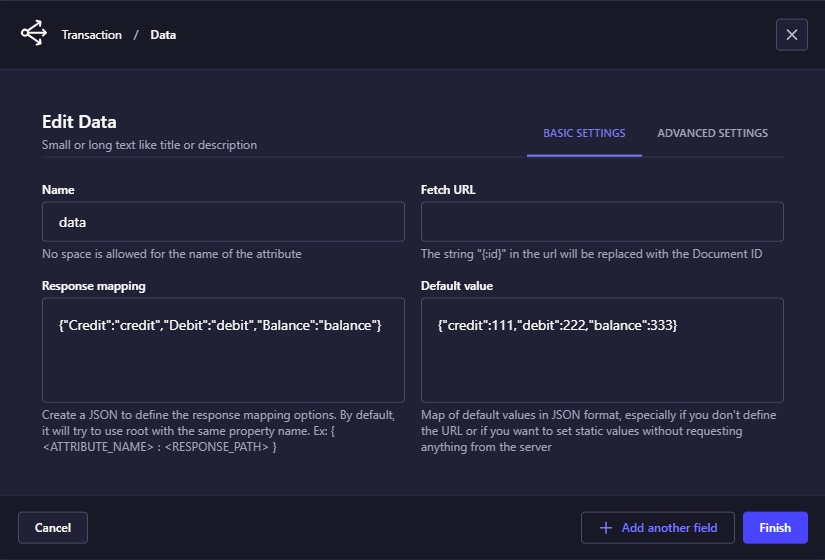 Transaction / Data
Edit Data
Small or long text like title or description
BASIC SETTINGS
ADVANCED SETTINGS
Name
data
No space is allowed for the name of the attribute
Fetch URL
The string "{:id}" in the url will be replaced with the Document ID
Response mapping
{"Credit":"credit","Debit":"debit","Balance":"balance"}
Create a JSON to define the response mapping options. By default,
it will try to use root with the same property name. Ex: {
<ATTRIBUTE_NAME> : <RESPONSE_PATH> }
Default value
{"credit":111,"debit":222,"balance":333}
Map of default values in JSON format, especially if you don't define
the URL or if you want to set static values without requesting
anything from the server
Cancel
Add another field
Finish